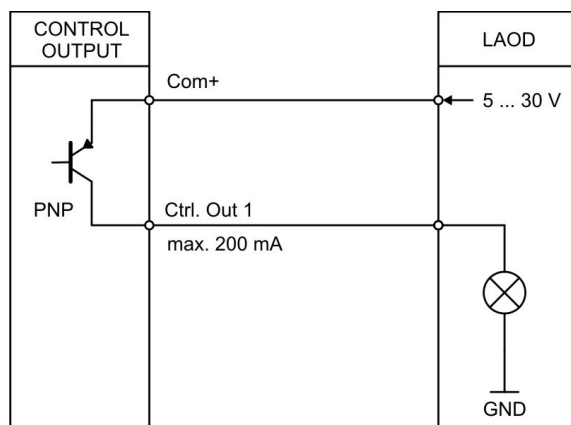 CONTROL
OUTPUT
LAOD
Com+
5 ... 30 V
PNP
Ctrl. Out 1
max. 200 mA
GND